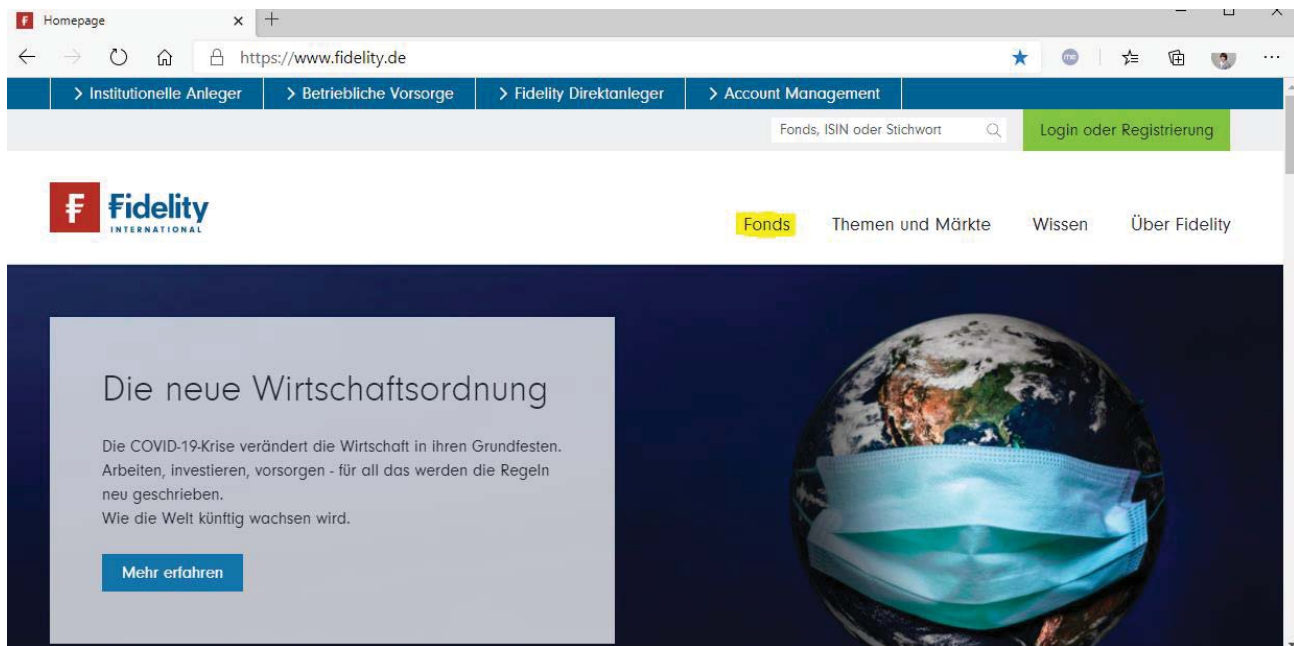 Homepage
https://www.fidelity.de
> Institutionelle Anleger > Betriebliche Vorsorge > Fidelity Direktanleger > Account Management
Fonds, ISIN oder Stichwort Login oder Registrierung
Fidelity
INTERNATIONAL
Fonds Themen und Märkte Wissen Über Fidelity
Die neue Wirtschaftsordnung
Die COVID-19-Krise verändert die Wirtschaft in ihren Grundfesten.
Arbeiten, investieren, vorsorgen - für all das werden die Regeln
neu geschrieben.
Wie die Welt künftig wachsen wird.
Mehr erfahren